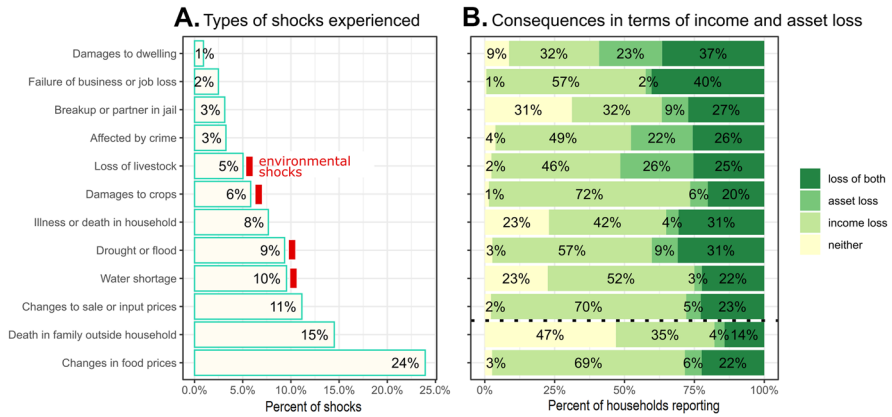 A. Types of shocks experienced
B. Consequences in terms of income and asset loss
Damages to dwelling 1% 9% 32% 23% 37%
Failure of business or job loss 2% 1% 57% 2% 40%
Breakup or partner in jail 3% 31% 32% 9% 27%
Affected by crime 3% 4% 49% 22% 26%
Loss of livestock 5% environmental shocks 2% 46% 26% 25%
Damages to crops 6% 1% 72% 6% 20%
Illness or death in household 8% 23% 42% 4% 31%
Drought or flood 9% 3% 57% 9% 31%
Water shortage 10% 23% 52% 3% 22%
Changes to sale or input prices 11% 2% 70% 5% 23%
Death in family outside household 15% 47% 35% 4% 14%
Changes in food prices 24% 3% 69% 6% 22%
0.0% 5.0% 10.0% 15.0% 20.0% 25.0%
Percent of shocks
0% 25% 50% 75% 100%
Percent of households reporting
loss of both
asset loss
income loss
neither